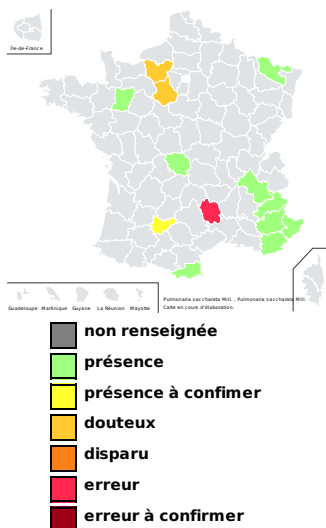 Île-de-France
Guadeloupe Martinique Guyane La Réunion Mayotte
Pulmonaria saccharata Mill. , Pulmonaria saccharata Mill.
Carte en cours d'élaboration.
non renseignée
présence
présence à confimer
douteux
disparu
erreur
erreur à confirmer